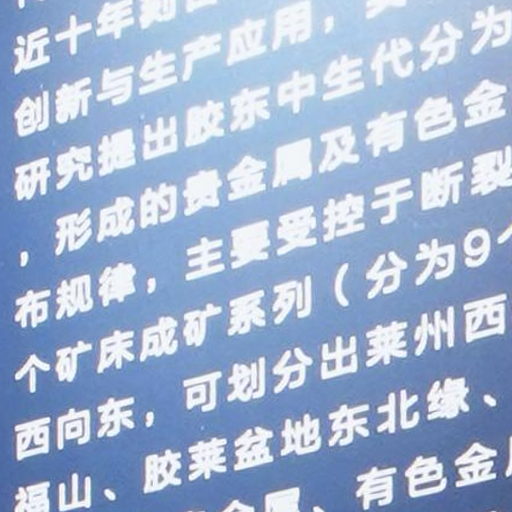 近十年
创新与生产应用，
研究提出胶东中生代分为
，形成的贵金属及有色金
布规律，主要受控于断裂
个矿床成矿系列（分为9个
西向东，可划分出莱州西
福山、胶莱盆地东北缘、
金属、有色金属